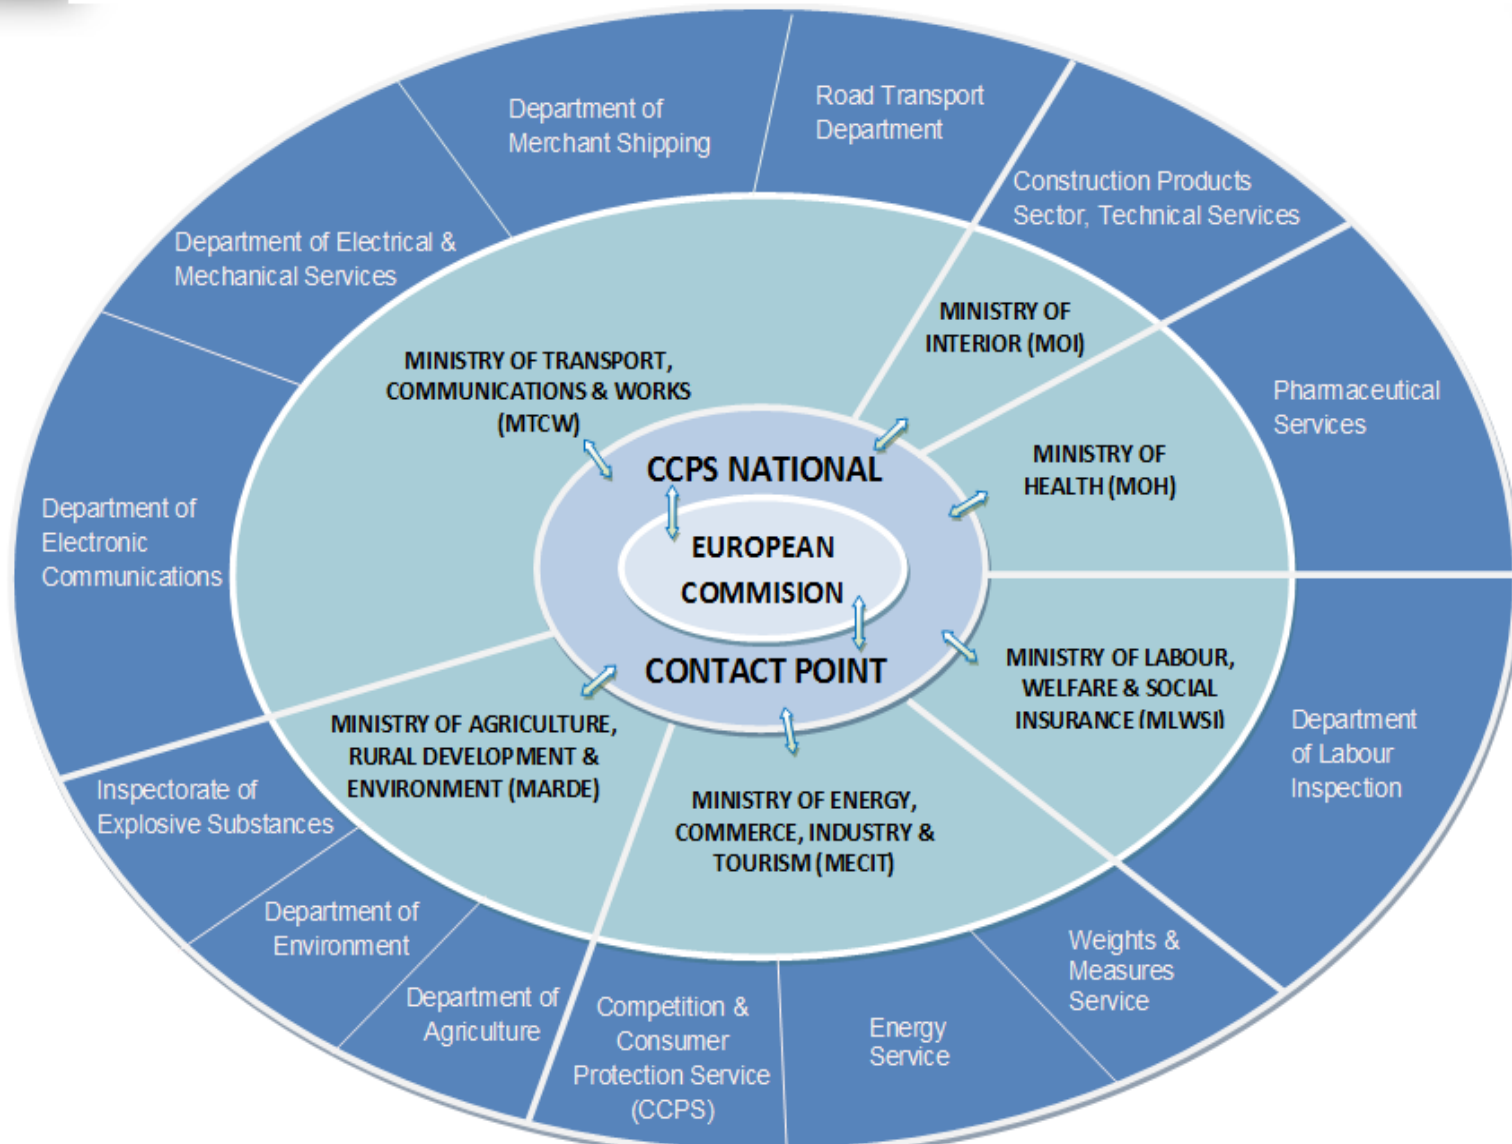 Department of
Merchant Shipping
Road Transport
Department
Construction Products
Sector, Technical Services
Department of Electrical &
Mechanical Services
Pharmaceutical
Services
Department of
Electronic
Communications
MINISTRY OF TRANSPORT,
COMMUNICATIONS & WORKS
(MTCW)
MINISTRY OF
INTERIOR (MOI)
MINISTRY OF
HEALTH (MOH)
CCPS NATIONAL
EUROPEAN
COMMISION
CONTACT POINT
MINISTRY OF LABOUR,
WELFARE & SOCIAL
INSURANCE (MLWSI)
Department
of Labour
Inspection
MINISTRY OF AGRICULTURE,
RURAL DEVELOPMENT &
ENVIRONMENT (MARDE)
MINISTRY OF ENERGY,
COMMERCE, INDUSTRY &
TOURISM (MECIT)
Inspectorate of
Explosive Substances
Department of
Environment
Department of
Agriculture
Competition &
Consumer
Protection Service
(CCPS)
Energy
Service
Weights &
Measures
Service